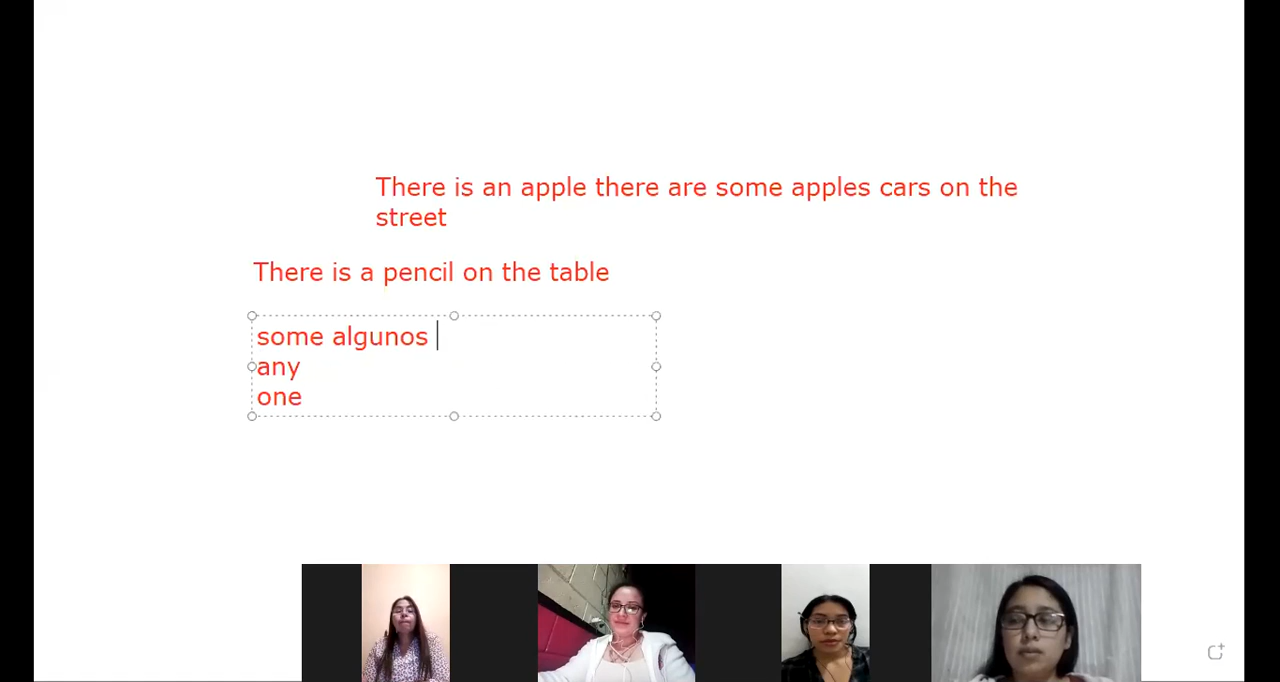 There is an apple there are some apples cars on the
street
There is a pencil on the table
some algunos
any
one